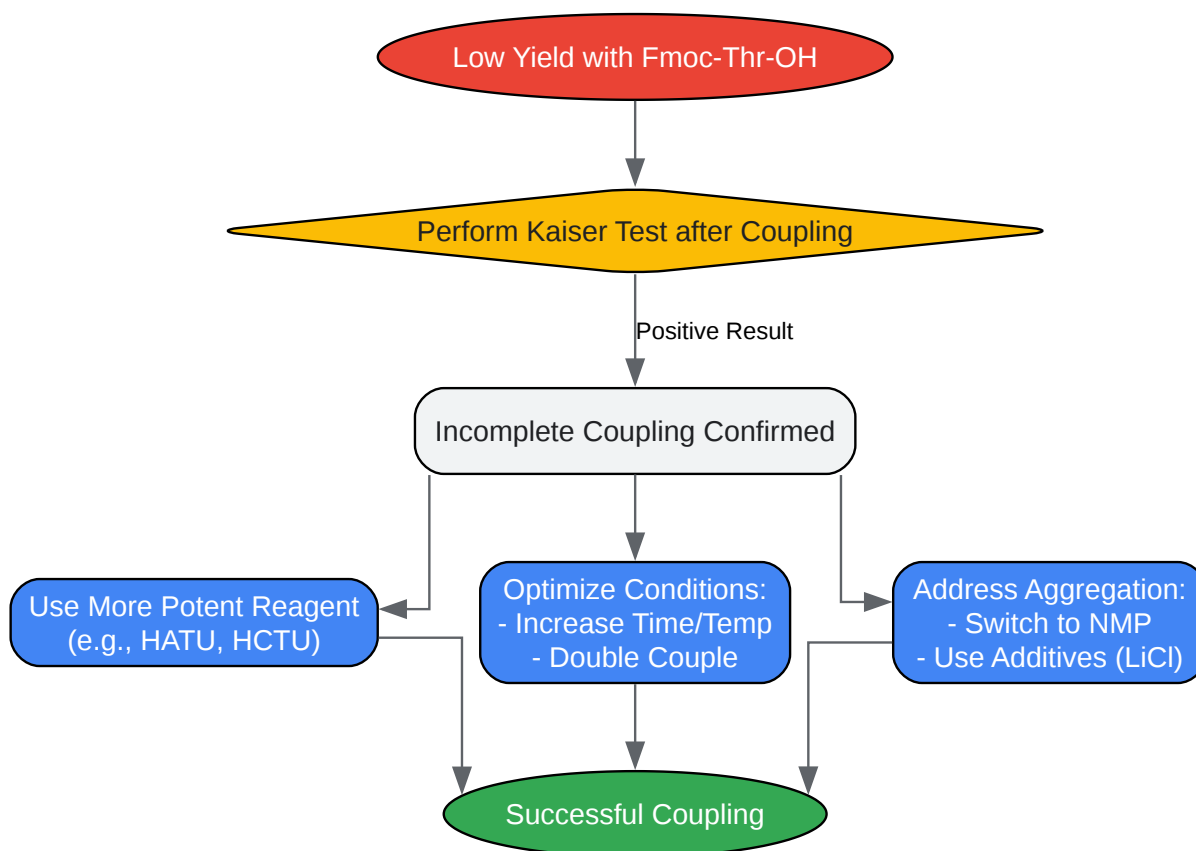 Low Yield with Fmoc-Thr-OH
Perform Kaiser Test after Coupling
Positive Result
Incomplete Coupling Confirmed
Use More Potent Reagent
(e.g., HATU, HCTU)
Optimize Conditions:
- Increase Time/Temp
- Double Couple
Address Aggregation:
- Switch to NMP
- Use Additives (LiCl)
Successful Coupling